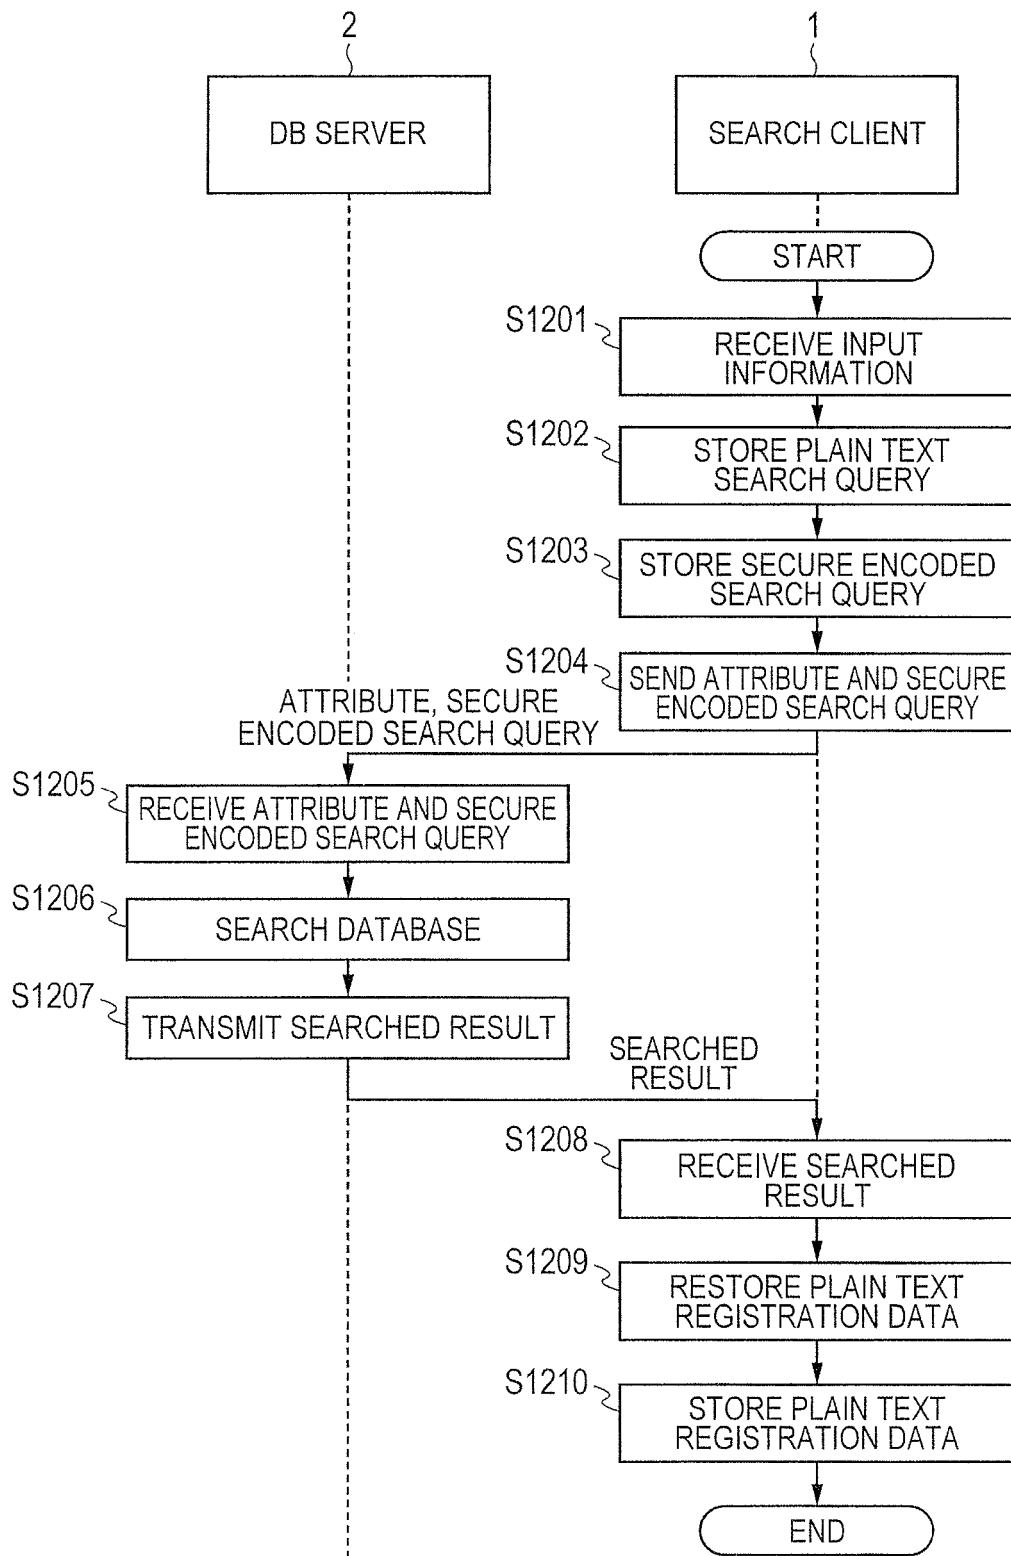 2
1
DB SERVER
SEARCH CLIENT
START
S1201
RECEIVE INPUT
INFORMATION
S1202
STORE PLAIN TEXT
SEARCH QUERY
S1203
STORE SECURE ENCODED
SEARCH QUERY
S1204
SEND ATTRIBUTE AND SECURE
ENCODED SEARCH QUERY
ATTRIBUTE, SECURE
ENCODED SEARCH QUERY
S1205
RECEIVE ATTRIBUTE AND SECURE
ENCODED SEARCH QUERY
S1206
SEARCH DATABASE
S1207
TRANSMIT SEARCHED RESULT
SEARCHED
RESULT
S1208
RECEIVE SEARCHED
RESULT
S1209
RESTORE PLAIN TEXT
REGISTRATION DATA
S1210
STORE PLAIN TEXT
REGISTRATION DATA
END